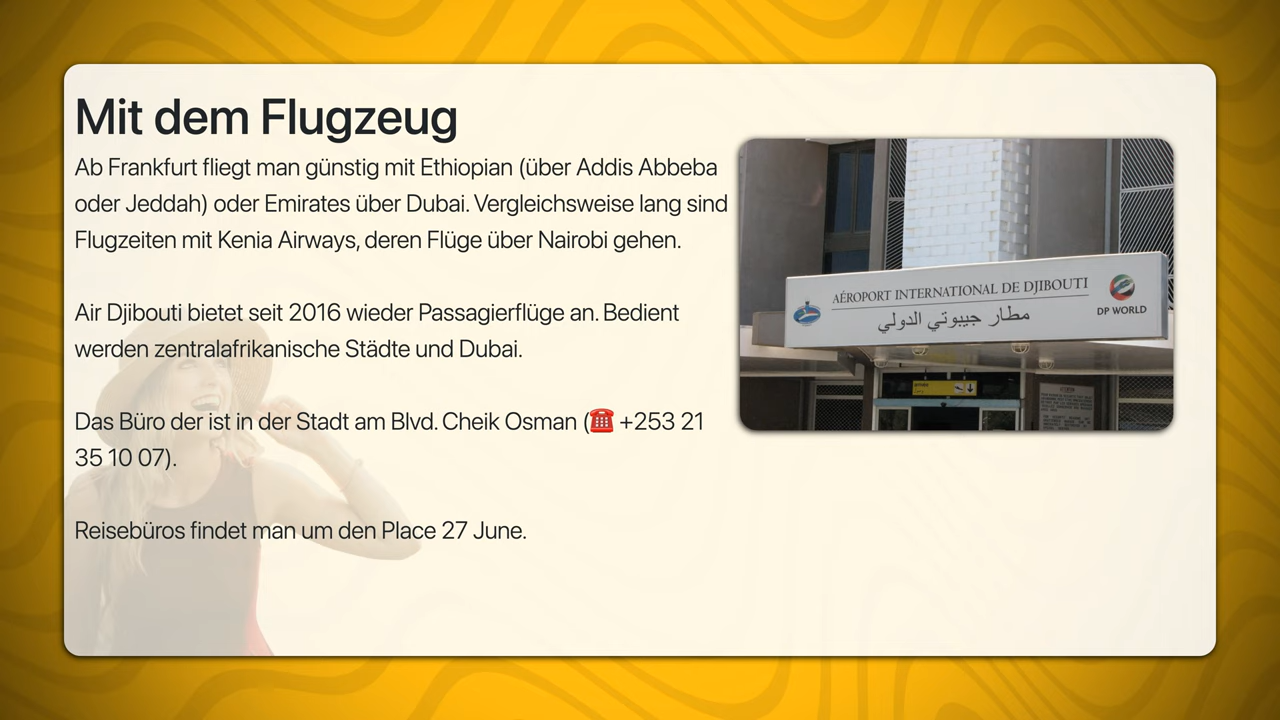 Mit dem Flugzeug
Ab Frankfurt fliegt man günstig mit Ethiopian (über Addis Abbeba
oder Jeddah) oder Emirates über Dubai. Vergleichsweise lang sind
Flugzeiten mit Kenia Airways, deren Flüge über Nairobi gehen.
Air Djibouti bietet seit 2016 wieder Passagierflüge an. Bedient
werden zentralafrikanische Städte und Dubai.
Das Büro der ist in der Stadt am Blvd. Cheik Osman (☎ +253 21
35 10 07).
Reisebüros findet man um den Place 27 June.
AÉROPORT INTERNATIONAL DE DJIBOUTI
مطار جيبوتي الدولي
DP WORLD